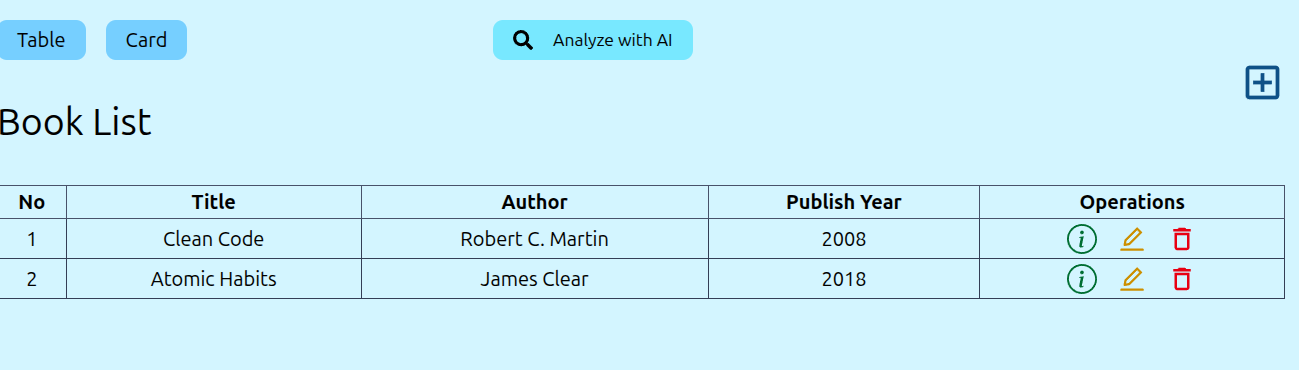 Table Card Analyze with AI
Book List
No Title Author Publish Year Operations
1 Clean Code Robert C. Martin 2008
2 Atomic Habits James Clear 2018